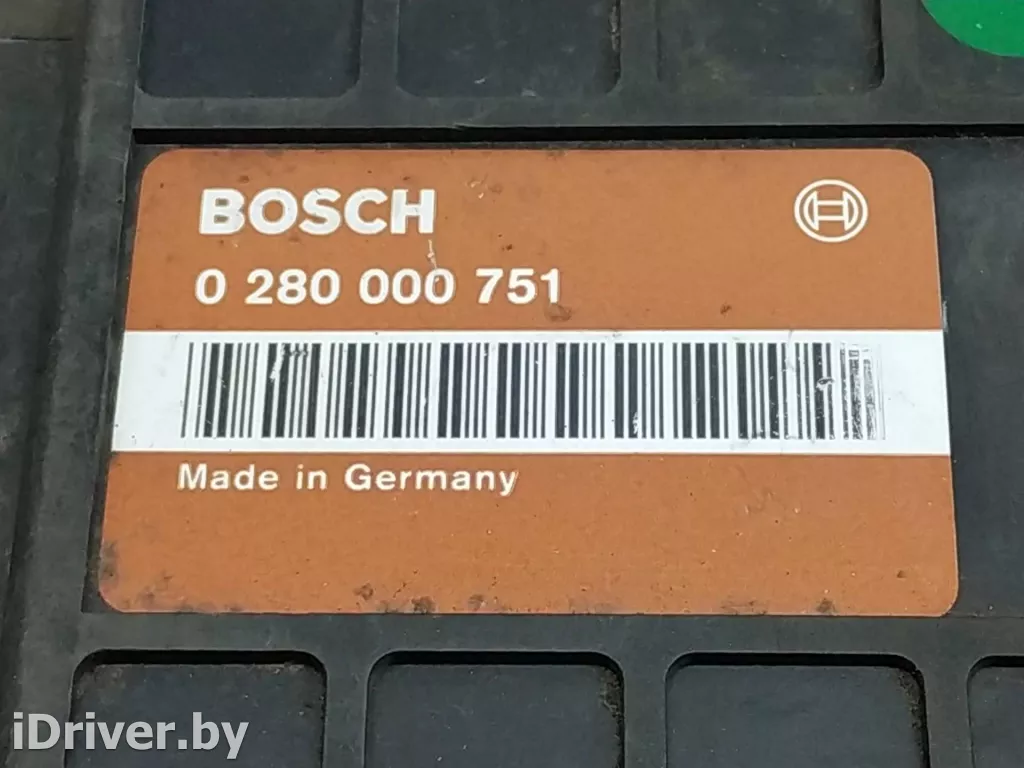 BOSCH
0 280 000 751
Made in Germany
iDriver.by